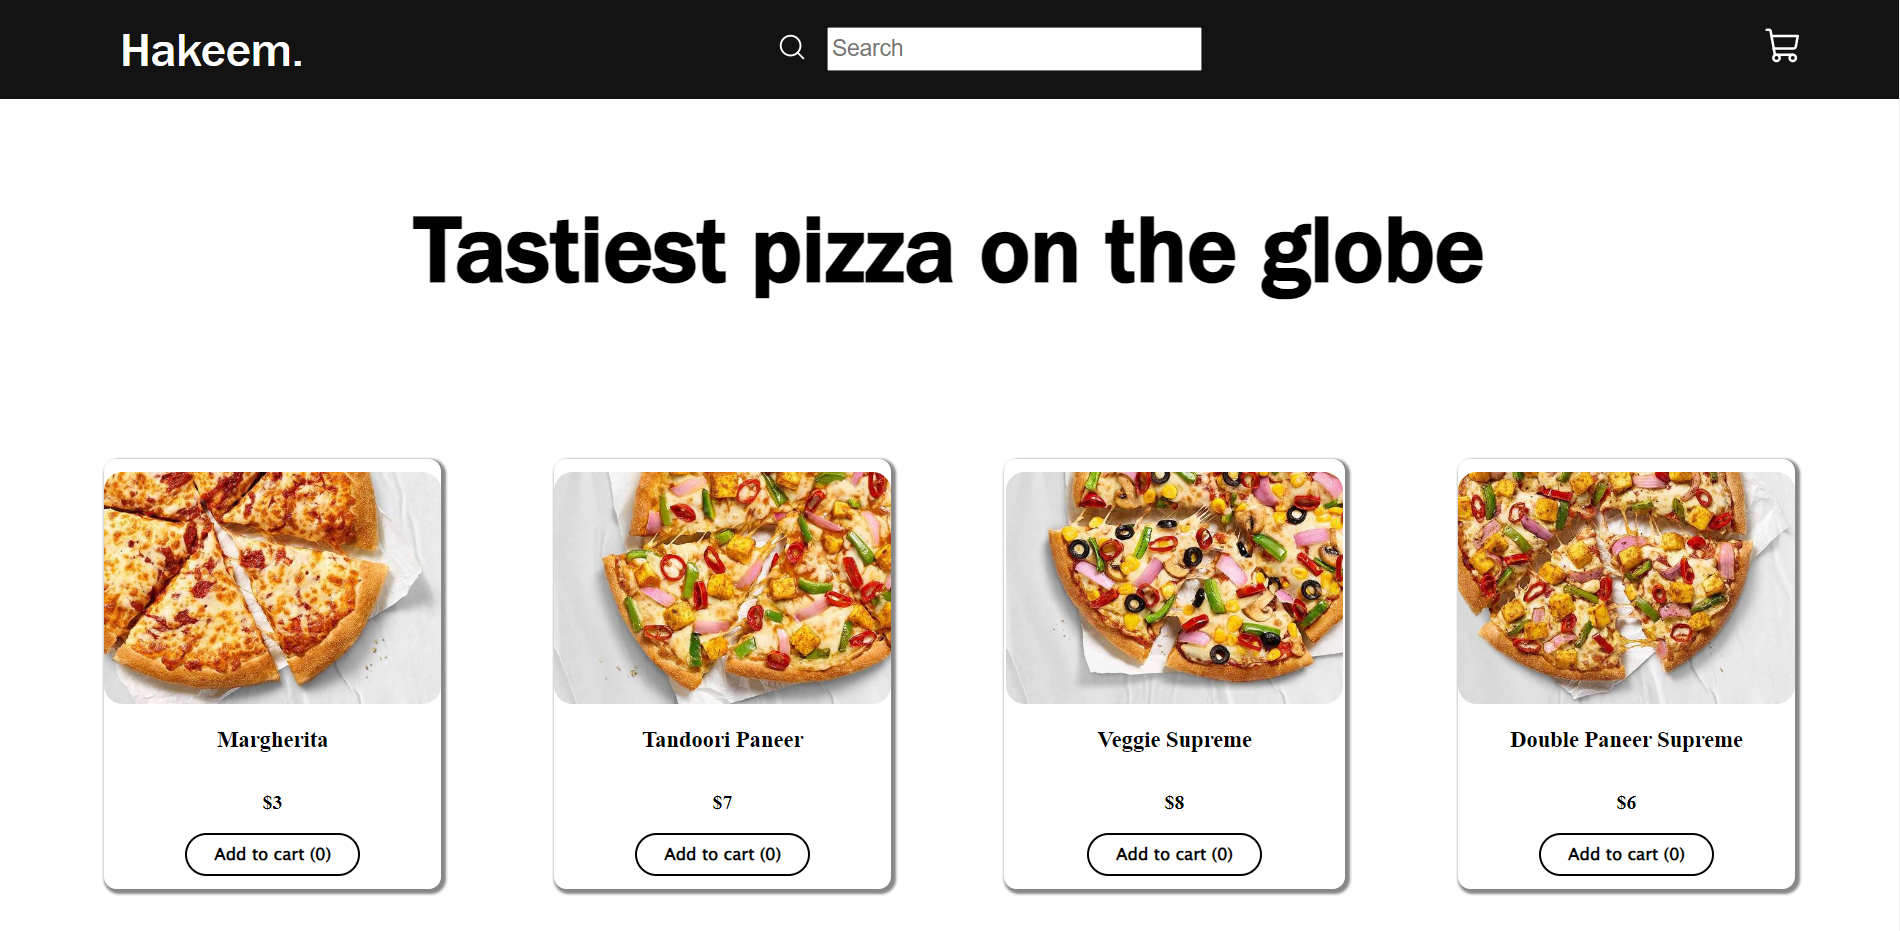 Hakeem.
Search
Tastiest pizza on the globe
Margherita
$3
Add to cart (0)
Tandoori Paneer
$7
Add to cart (0)
Veggie Supreme
$8
Add to cart (0)
Double Paneer Supreme
$6
Add to cart (0)